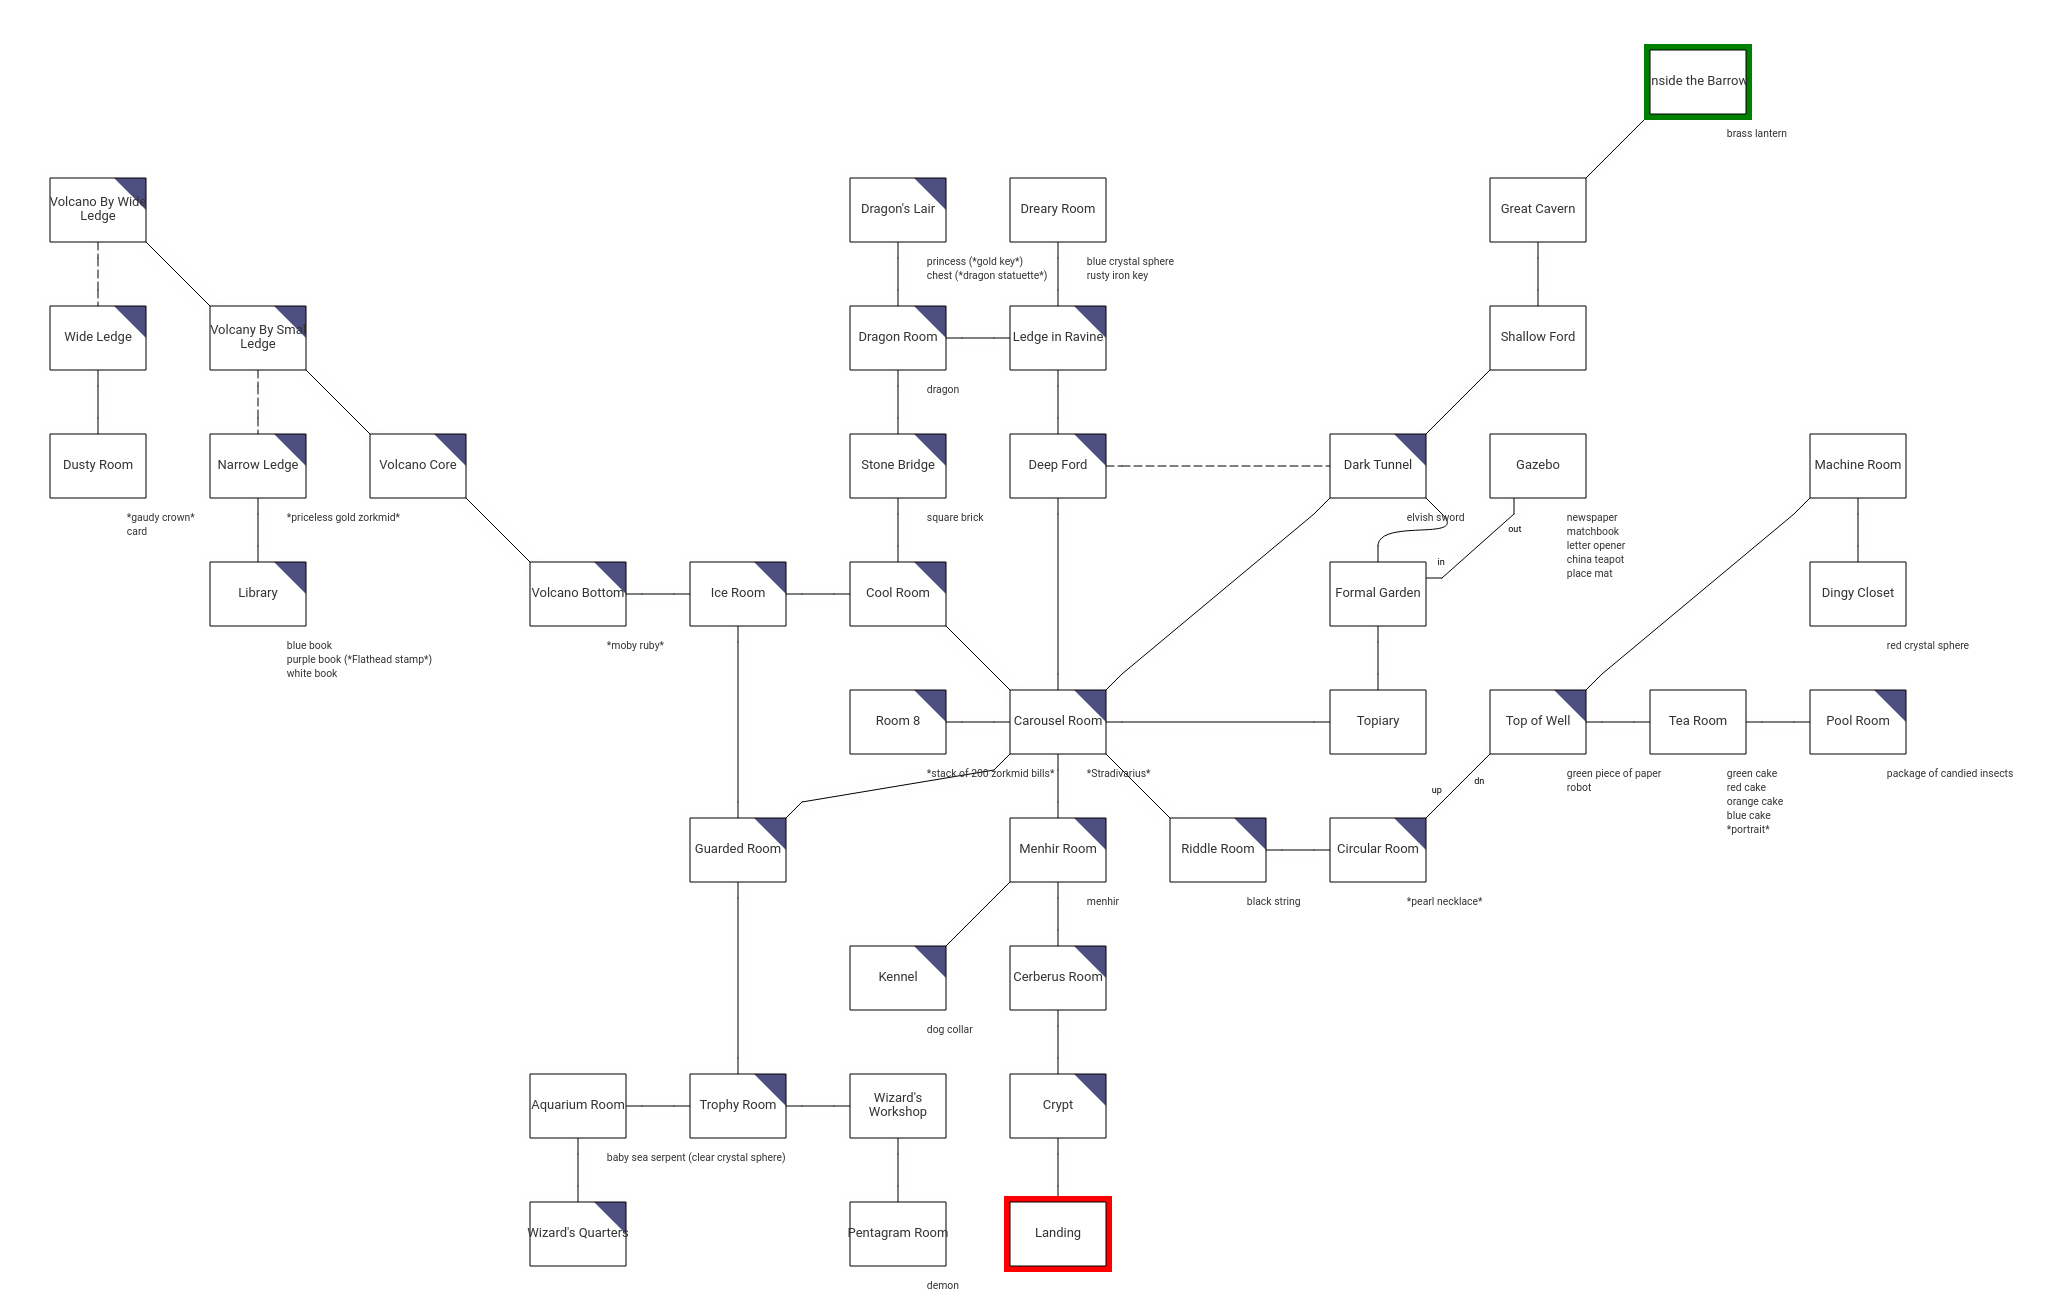 nside the Barrow
brass lantern
Volcano By Wide
Ledge
Dragon's Lair
Dreary Room
Great Cavern
princess (*gold key*)
chest (*dragon statuette*)
blue crystal sphere
rusty iron key
Wide Ledge
Volcany By Smal
Ledge
Dragon Room
Ledge in Ravine
Shallow Ford
dragon
Dusty Room
Narrow Ledge
Volcano Core
Stone Bridge
Deep Ford
Dark Tunnel
Gazebo
Machine Room
*gaudy crown*
card
*priceless gold zorkmid*
square brick
elvish sword
out
in
newspaper
matchbook
letter opener
china teapot
place mat
Library
Volcano Bottom
Ice Room
Cool Room
Formal Garden
Dingy Closet
blue book
purple book (*Flathead stamp*)
white book
*moby ruby*
red crystal sphere
Room 8
Carousel Room
Topiary
Top of Well
Tea Room
Pool Room
*stack of 200 zorkmid bills*
*Stradivarius*
up
dn
green piece of paper
robot
green cake
red cake
orange cake
blue cake
*portrait*
package of candied insects
Guarded Room
Menhir Room
Riddle Room
Circular Room
menhir
black string
*pearl necklace*
Kennel
Cerberus Room
dog collar
Aquarium Room
Trophy Room
Wizard's
Workshop
Crypt
baby sea serpent (clear crystal sphere)
Wizard's Quarters
Pentagram Room
Landing
demon